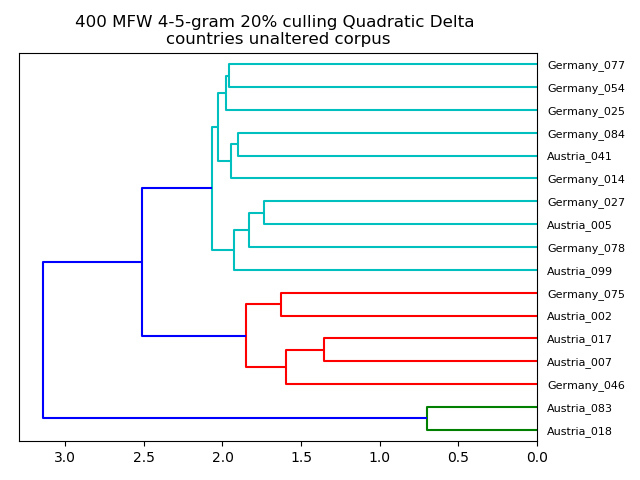 400 MFW 4-5-gram 20% culling Quadratic Delta
countries unaltered corpus
Germany_077
Germany_054
Germany_025
Germany_084
Austria_041
Germany_014
Germany_027
Austria_005
Germany_078
Austria_099
Germany_075
Austria_002
Austria_017
Austria_007
Germany_046
Austria_083
Austria_018
3.0 2.5 2.0 1.5 1.0 0.5 0.0